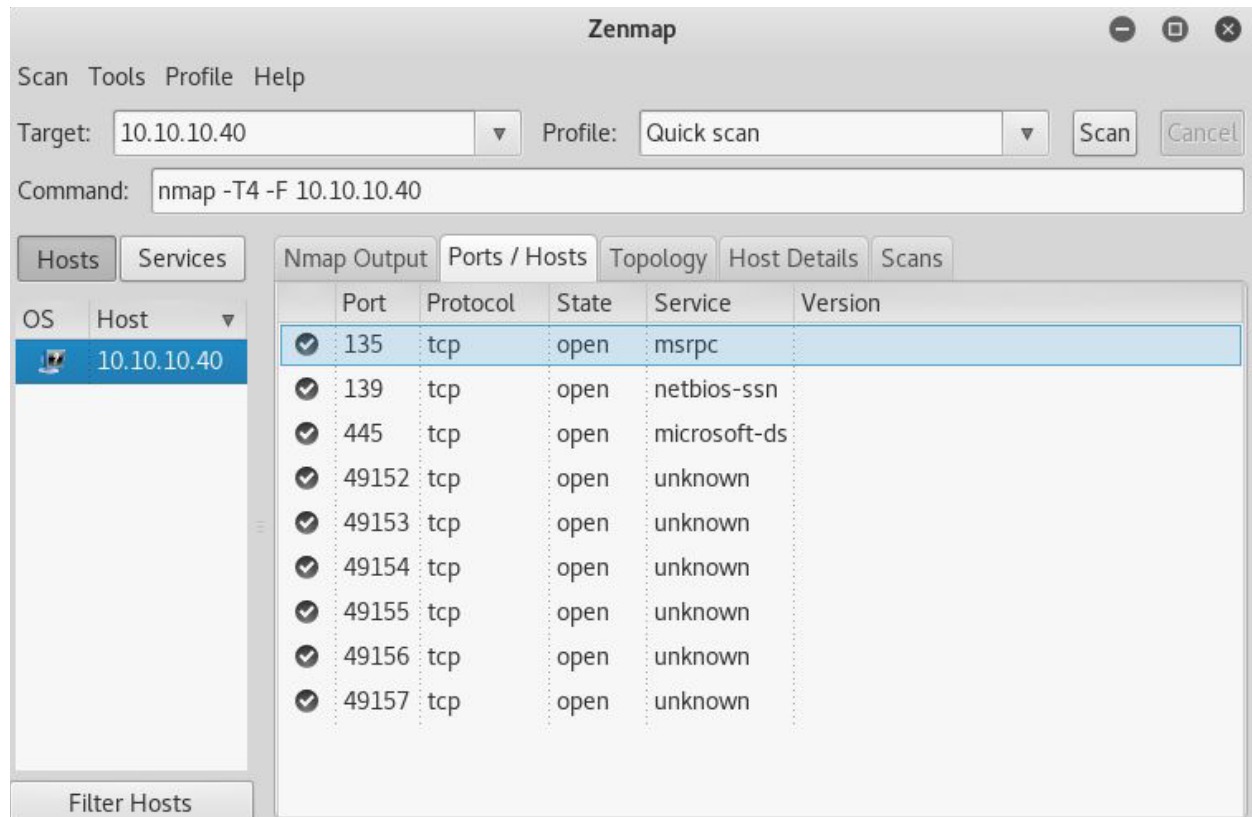 Zenmap
Scan Tools Profile Help
Target: 10.10.10.40 Profile: Quick scan Scan Cancel
Command: nmap -T4 -F 10.10.10.40
Hosts Services Nmap Output Ports / Hosts Topology Host Details Scans
OS Host Port Protocol State Service Version
10.10.10.40 135 tcp open msrpc
139 tcp open netbios-ssn
445 tcp open microsoft-ds
49152 tcp open unknown
49153 tcp open unknown
49154 tcp open unknown
49155 tcp open unknown
49156 tcp open unknown
49157 tcp open unknown
Filter Hosts